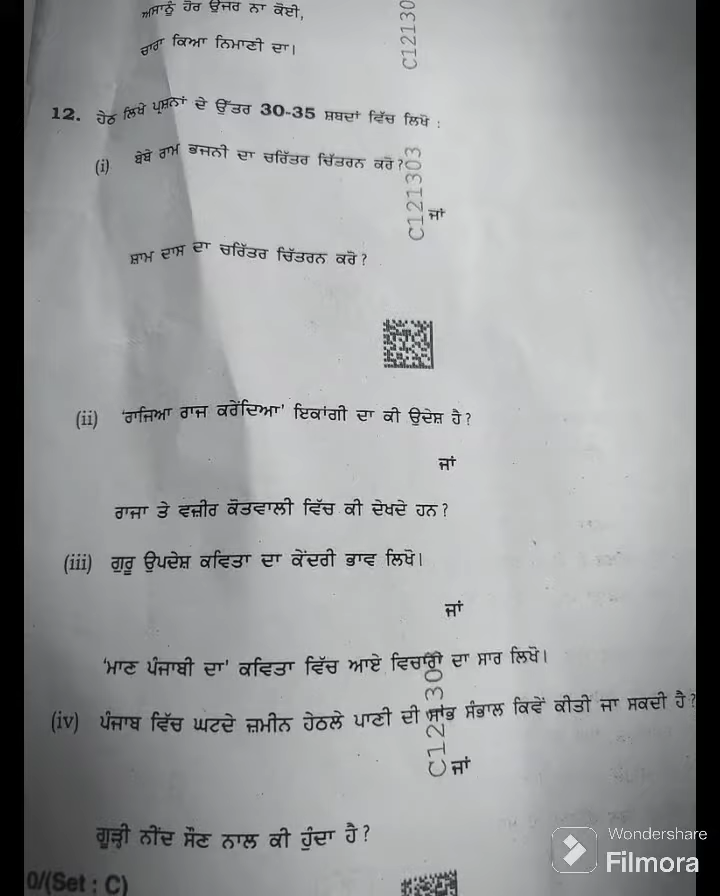 ਅਸਾਨੂੰ ਹੋਰ ਉਜਰ ਨਾ ਕੋਈ,
ਚਾਰਾ ਕਿਆ ਨਿਮਾਣੀ ਦਾ।
C12130
12. ਹੇਠ ਲਿਖੇ ਪ੍ਰਸ਼ਨਾਂ ਦੇ ਉੱਤਰ 30-35 ਸ਼ਬਦਾਂ ਵਿੱਚ ਲਿਖੋ :
(i) ਬੇਬੇ ਰਾਮ ਭਜਨੀ ਦਾ ਚਰਿੱਤਰ ਚਿੱਤਰਨ ਕਰੋ ?
C121303
ਜਾਂ
ਸ਼ਾਮ ਦਾਸ ਦਾ ਚਰਿੱਤਰ ਚਿੱਤਰਨ ਕਰੋ ?
(ii) 'ਰਾਜਿਆ ਰਾਜ ਕਰੇਂਦਿਆ' ਇਕਾਂਗੀ ਦਾ ਕੀ ਉਦੇਸ਼ ਹੈ ?
ਜਾਂ
ਰਾਜਾ ਤੇ ਵਜ਼ੀਰ ਕੋਤਵਾਲੀ ਵਿੱਚ ਕੀ ਦੇਖਦੇ ਹਨ ?
(iii) ਗੁਰੂ ਉਪਦੇਸ਼ ਕਵਿਤਾ ਦਾ ਕੇਂਦਰੀ ਭਾਵ ਲਿਖੋ।
ਜਾਂ
'ਮਾਣ ਪੰਜਾਬੀ ਦਾ' ਕਵਿਤਾ ਵਿੱਚ ਆਏ ਵਿਚਾਰਾਂ ਦਾ ਸਾਰ ਲਿਖੋ।
(iv) ਪੰਜਾਬ ਵਿੱਚ ਘਟਦੇ ਜ਼ਮੀਨ ਹੇਠਲੇ ਪਾਣੀ ਦੀ ਸਾਂਭ ਸੰਭਾਲ ਕਿਵੇਂ ਕੀਤੀ ਜਾ ਸਕਦੀ ਹੈ ?
ਜਾਂ
ਗੂੜ੍ਹੀ ਨੀਂਦ ਸੌਣ ਨਾਲ ਕੀ ਹੁੰਦਾ ਹੈ ?
0/(Set : C)
Wondershare
Filmora